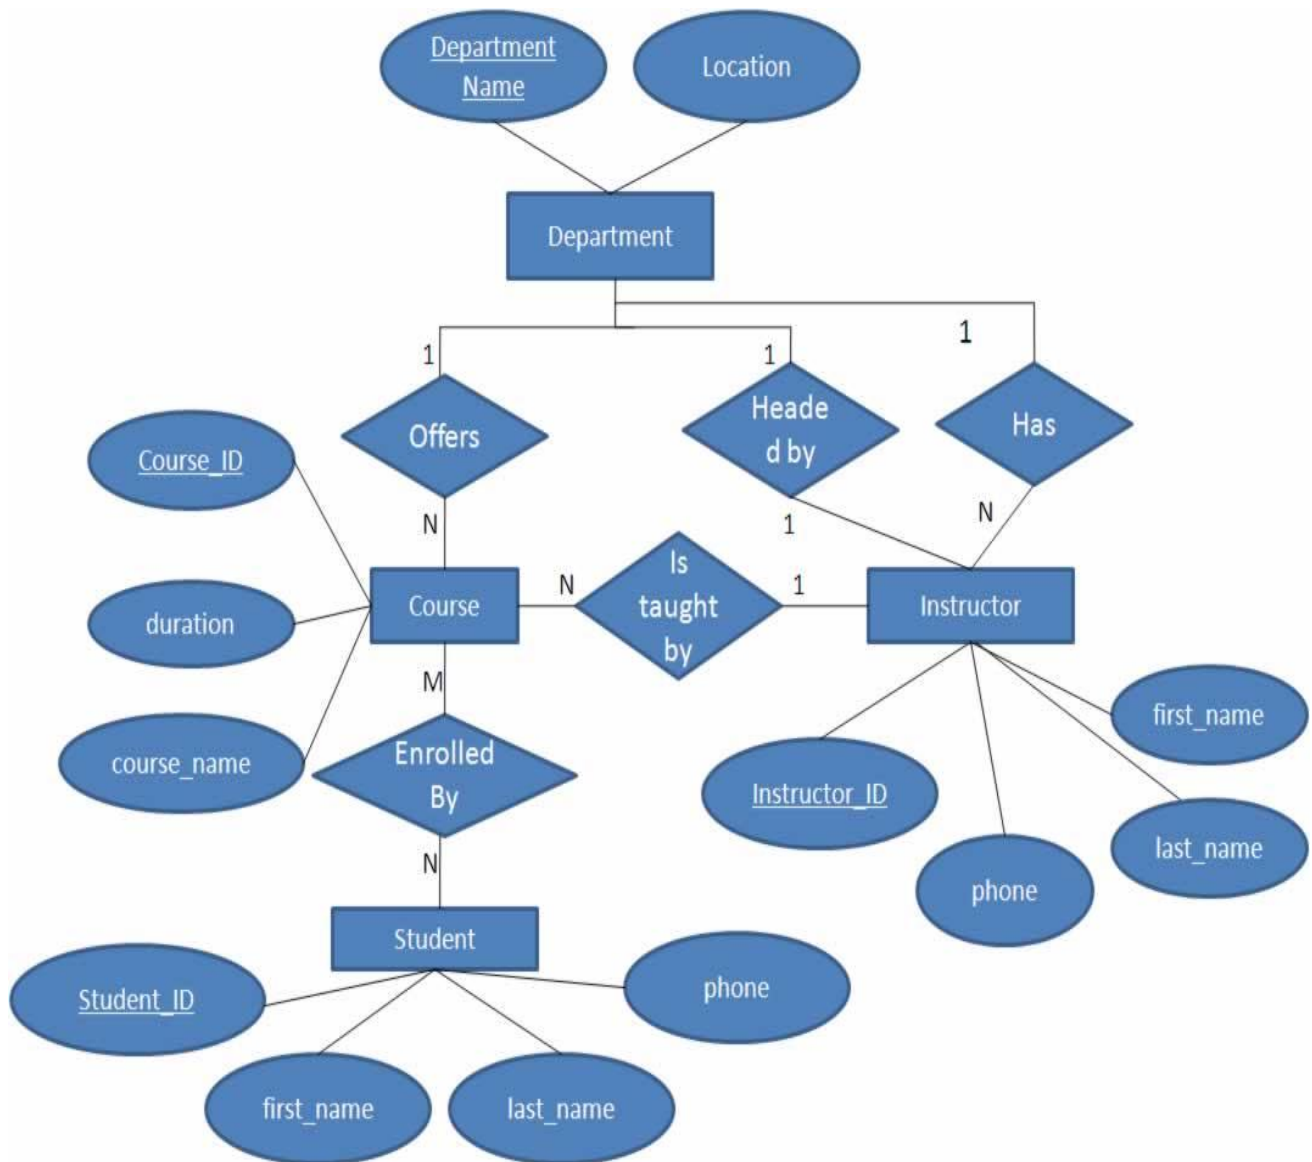 Department
Name
Location
Department
1
1
1
Offers
Heade
d by
Has
Course_ID
N
1
N
Is
taught
by
N
1
Course
Instructor
duration
M
course_name
Enrolled
By
first_name
Instructor_ID
last_name
phone
N
Student
Student_ID
phone
first_name
last_name